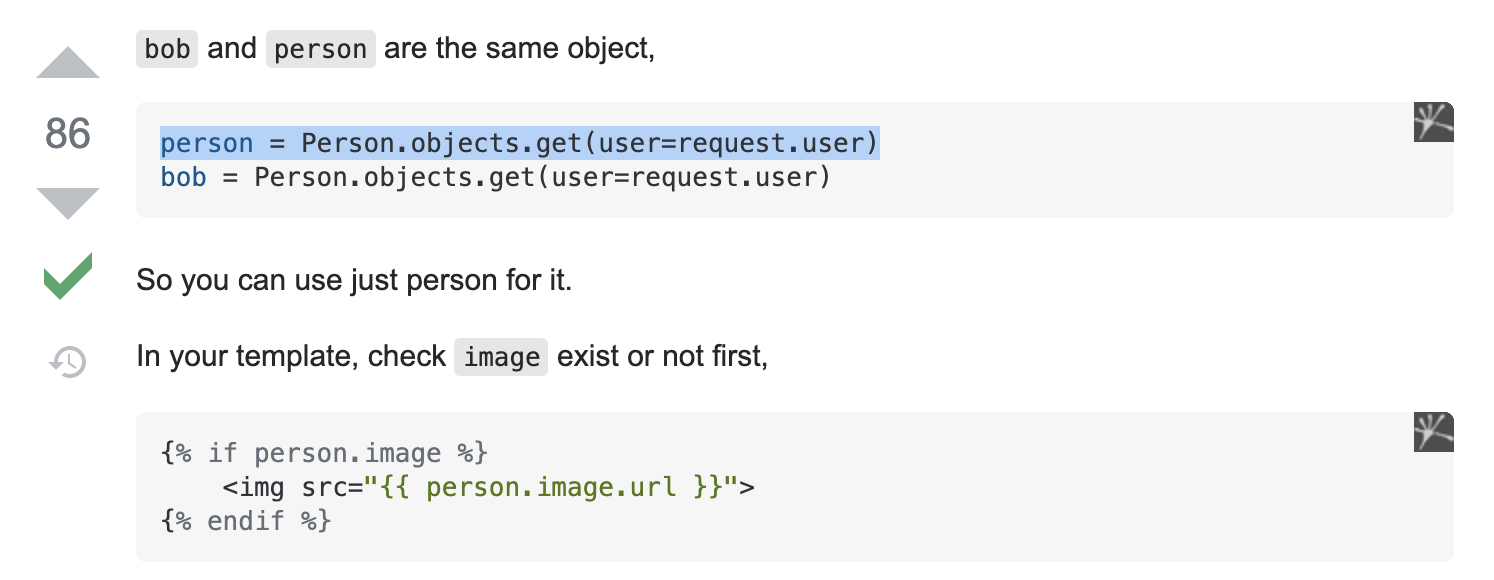 bob and person are the same object,
86
person = Person.objects.get(user=request.user)
bob = Person.objects.get(user=request.user)
So you can use just person for it.
In your template, check image exist or not first,
{% if person.image %}
    <img src="{{ person.image.url }}">
{% endif %}